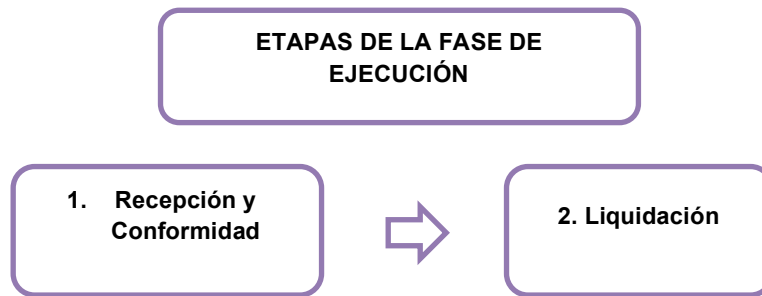 ETAPAS DE LA FASE DE
EJECUCIÓN
1. Recepción y
Conformidad
2. Liquidación